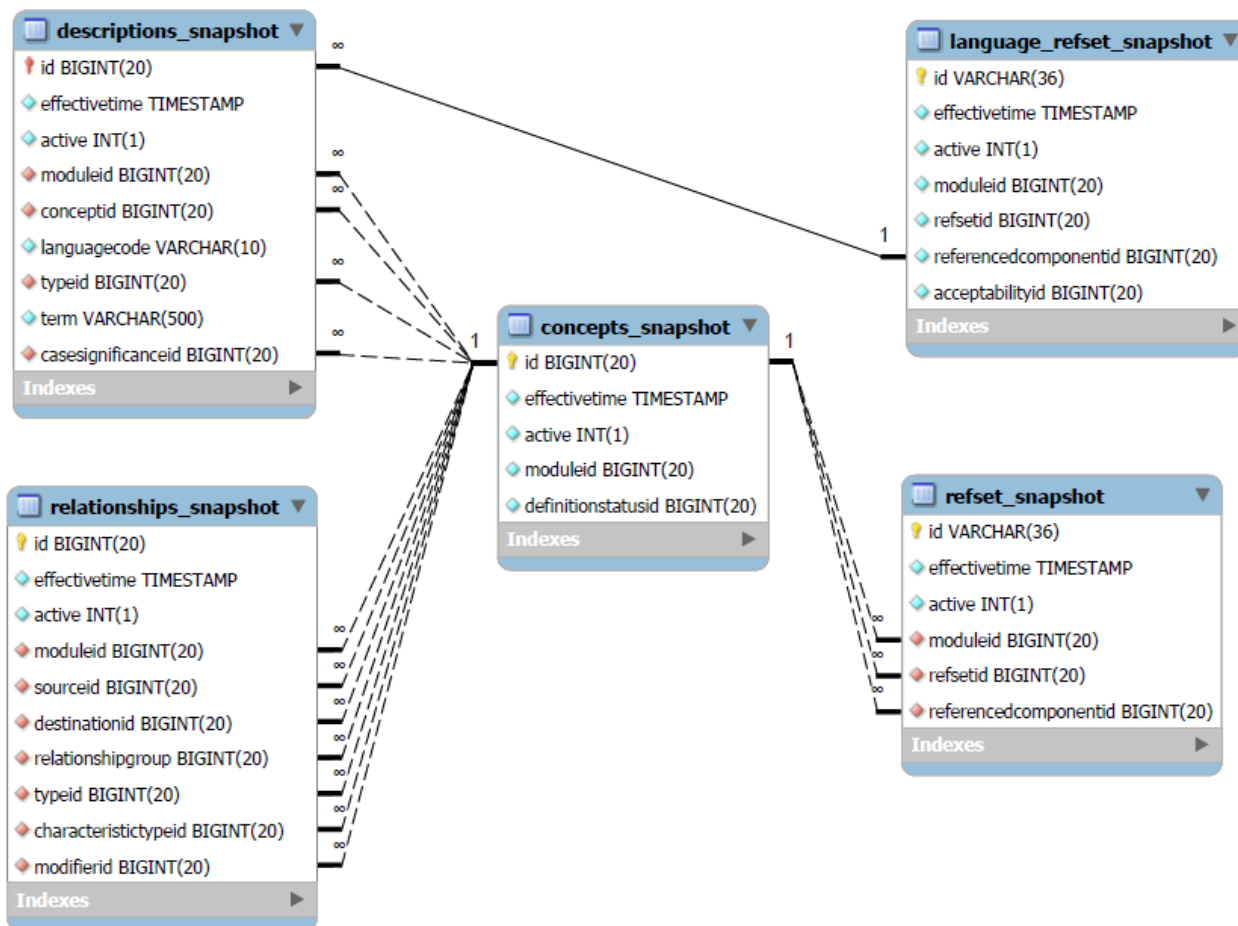 descriptions_snapshot
id BIGINT(20)
effectivetime TIMESTAMP
active INT(1)
moduleid BIGINT(20)
conceptid BIGINT(20)
languagecode VARCHAR(10)
typeid BIGINT(20)
term VARCHAR(500)
casesignificanceid BIGINT(20)
Indexes
∞
∞
∞
∞
∞
language_refset_snapshot
id VARCHAR(36)
effectivetime TIMESTAMP
active INT(1)
moduleid BIGINT(20)
refsetid BIGINT(20)
referencedcomponentid BIGINT(20)
acceptabilityid BIGINT(20)
Indexes
1
concepts_snapshot
id BIGINT(20)
effectivetime TIMESTAMP
active INT(1)
moduleid BIGINT(20)
definitionstatusid BIGINT(20)
Indexes
1
1
relationships_snapshot
id BIGINT(20)
effectivetime TIMESTAMP
active INT(1)
moduleid BIGINT(20)
sourceid BIGINT(20)
destinationid BIGINT(20)
relationshipgroup BIGINT(20)
typeid BIGINT(20)
characteristictypeid BIGINT(20)
modifierid BIGINT(20)
Indexes
∞
∞
∞
∞
∞
∞
∞
refset_snapshot
id VARCHAR(36)
effectivetime TIMESTAMP
active INT(1)
moduleid BIGINT(20)
refsetid BIGINT(20)
referencedcomponentid BIGINT(20)
Indexes
∞
∞
∞